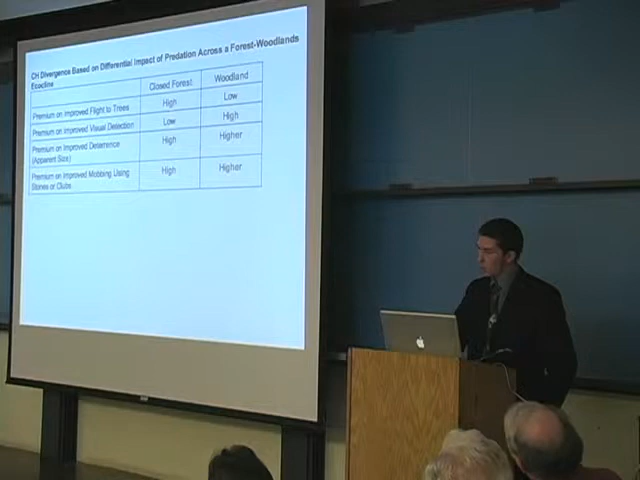 CH Divergence Based on Differential Impact of Predation Across a Forest-Woodlands
Ecocline
Closed Forest Woodland
Premium on Improved Flight to Trees High Low
Premium on Improved Visual Detection Low High
Premium on Improved Deterrence High Higher
(Apparent Size)
Premium on Improved Mobbing Using High Higher
Stones or Clubs